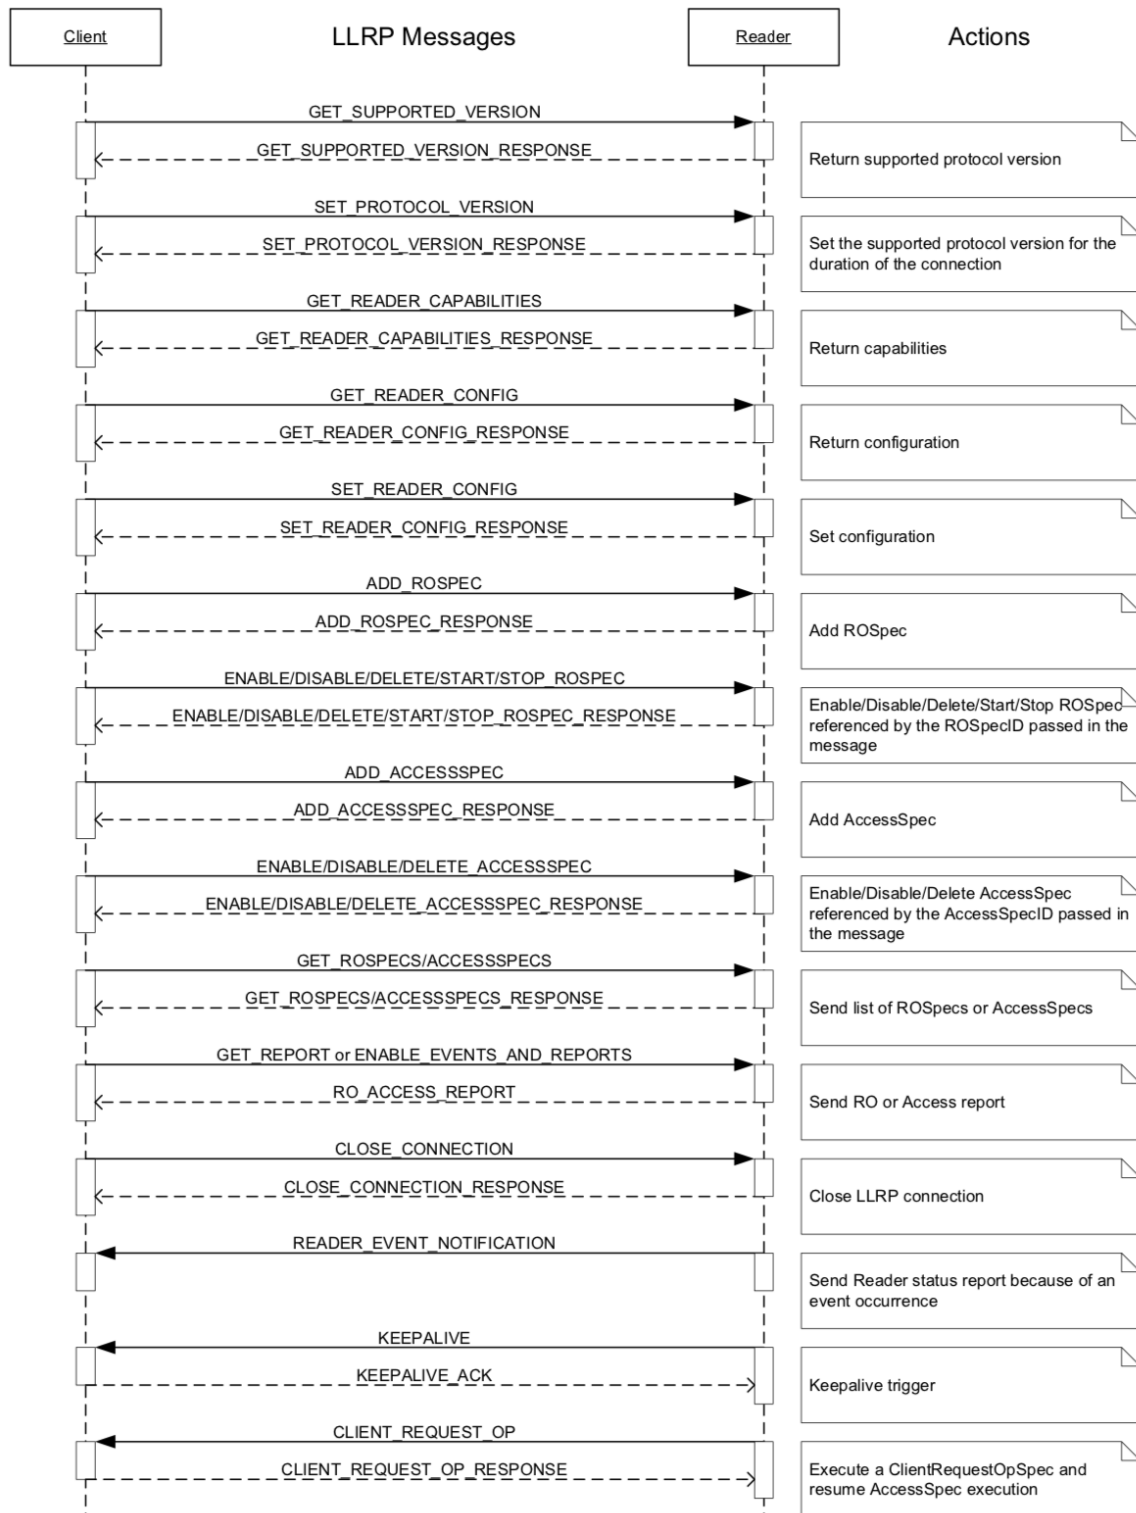 Client
LLRP Messages
Reader
Actions
GET_SUPPORTED_VERSION
GET_SUPPORTED_VERSION_RESPONSE
Return supported protocol version
SET_PROTOCOL_VERSION
SET_PROTOCOL_VERSION_RESPONSE
Set the supported protocol version for the
duration of the connection
GET_READER_CAPABILITIES
GET_READER_CAPABILITIES_RESPONSE
Return capabilities
GET_READER_CONFIG
GET_READER_CONFIG_RESPONSE
Return configuration
SET_READER_CONFIG
SET_READER_CONFIG_RESPONSE
Set configuration
ADD_ROSPEC
ADD_ROSPEC_RESPONSE
Add ROSpec
ENABLE/DISABLE/DELETE/START/STOP_ROSPEC
ENABLE/DISABLE/DELETE/START/STOP_ROSPEC_RESPONSE
Enable/Disable/Delete/Start/Stop ROSpec
referenced by the ROSpecID passed in the
message
ADD_ACCESSSPEC
ADD_ACCESSSPEC_RESPONSE
Add AccessSpec
ENABLE/DISABLE/DELETE_ACCESSSPEC
ENABLE/DISABLE/DELETE_ACCESSSPEC_RESPONSE
Enable/Disable/Delete AccessSpec
referenced by the AccessSpecID passed in
the message
GET_ROSPECS/ACCESSSPECS
GET_ROSPECS/ACCESSSPECS_RESPONSE
Send list of ROSpecs or AccessSpecs
GET_REPORT or ENABLE_EVENTS_AND_REPORTS
RO_ACCESS_REPORT
Send RO or Access report
CLOSE_CONNECTION
CLOSE_CONNECTION_RESPONSE
Close LLRP connection
READER_EVENT_NOTIFICATION
Send Reader status report because of an
event occurrence
KEEPALIVE
KEEPALIVE_ACK
Keepalive trigger
CLIENT_REQUEST_OP
CLIENT_REQUEST_OP_RESPONSE
Execute a ClientRequestOpSpec and
resume AccessSpec execution